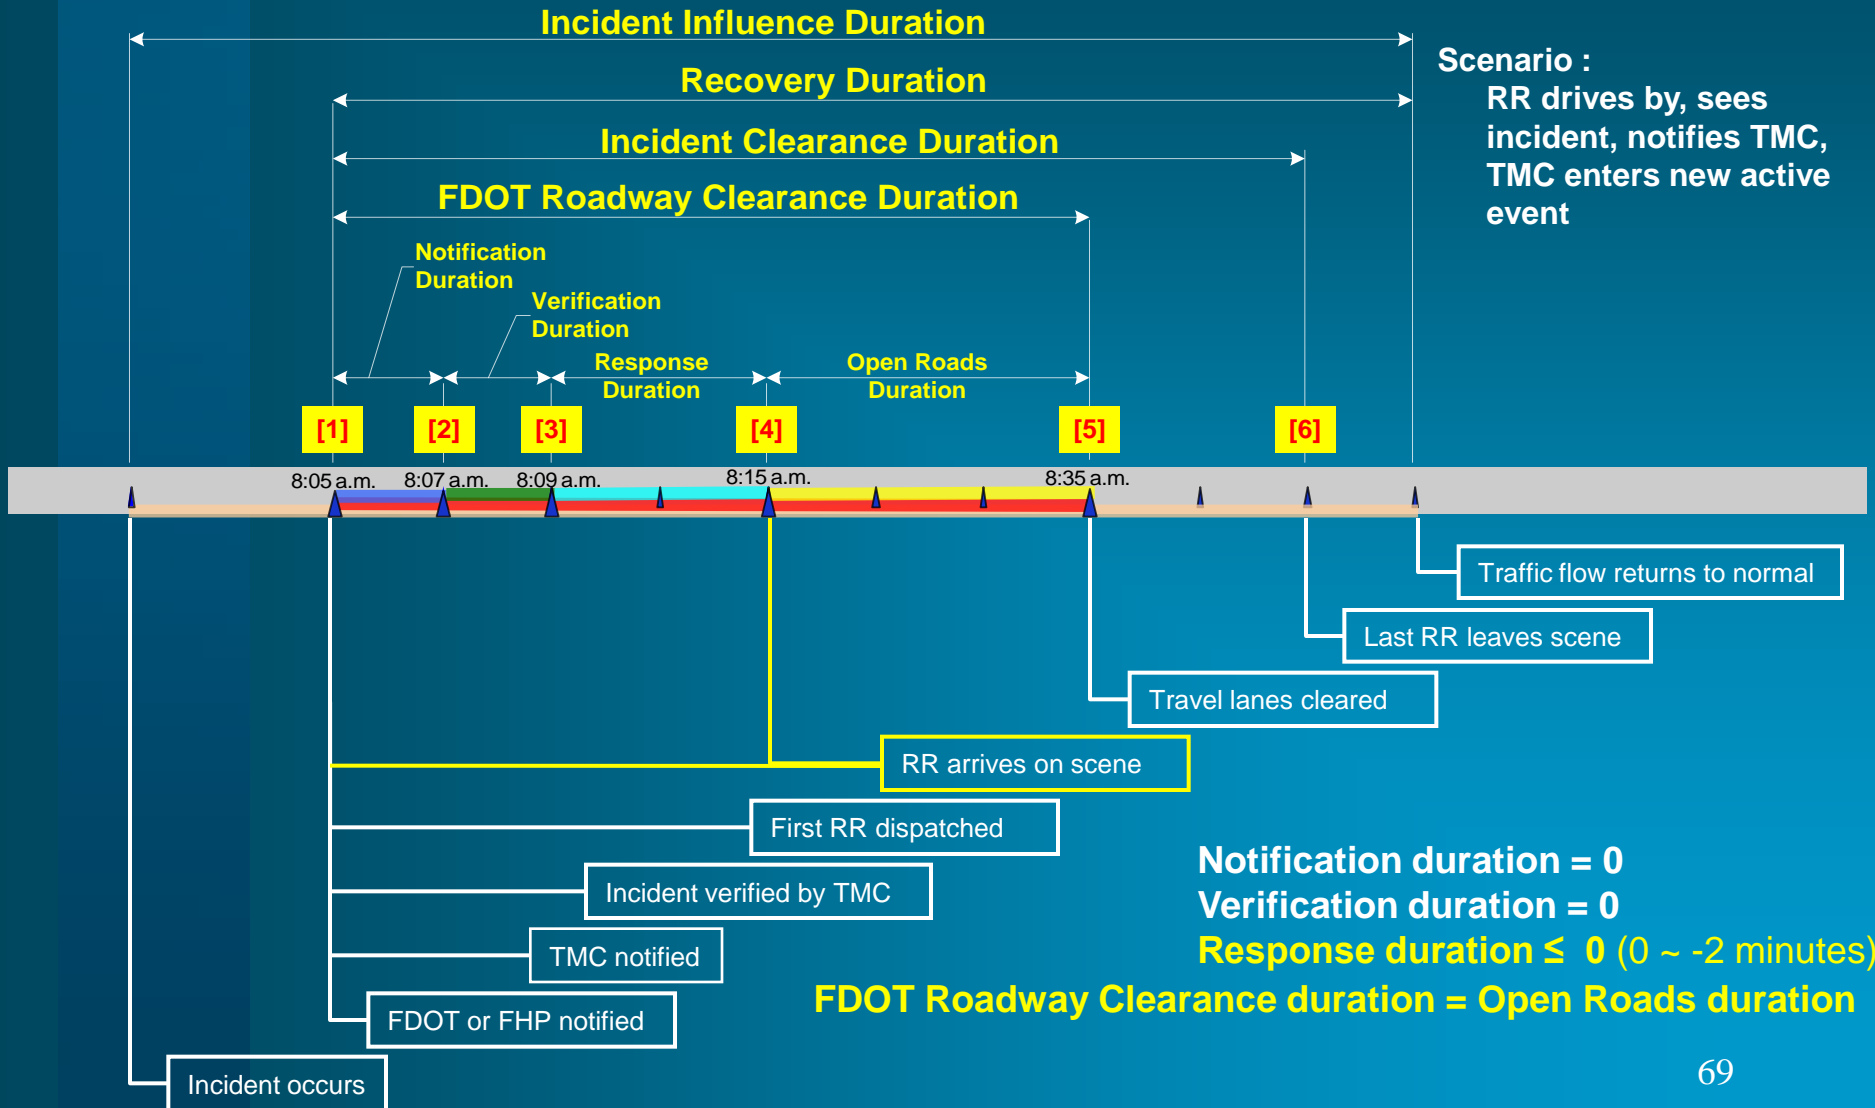 Incident Influence Duration
Recovery Duration
Incident Clearance Duration
FDOT Roadway Clearance Duration
Scenario :
RR drives by, sees
incident, notifies TMC,
TMC enters new active
event
Notification
Duration
Verification
Duration
Response
Duration
Open Roads
Duration
[1]
[2]
[3]
[4]
[5]
[6]
8:05 a.m.
8:07 a.m.
8:09 a.m.
8:15 a.m.
8:35 a.m.
Traffic flow returns to normal
Last RR leaves scene
Travel lanes cleared
RR arrives on scene
First RR dispatched
Incident verified by TMC
TMC notified
FDOT or FHP notified
Incident occurs
Notification duration = 0
Verification duration = 0
Response duration ≤ 0 (0 ~ -2 minutes)
FDOT Roadway Clearance duration = Open Roads duration
69